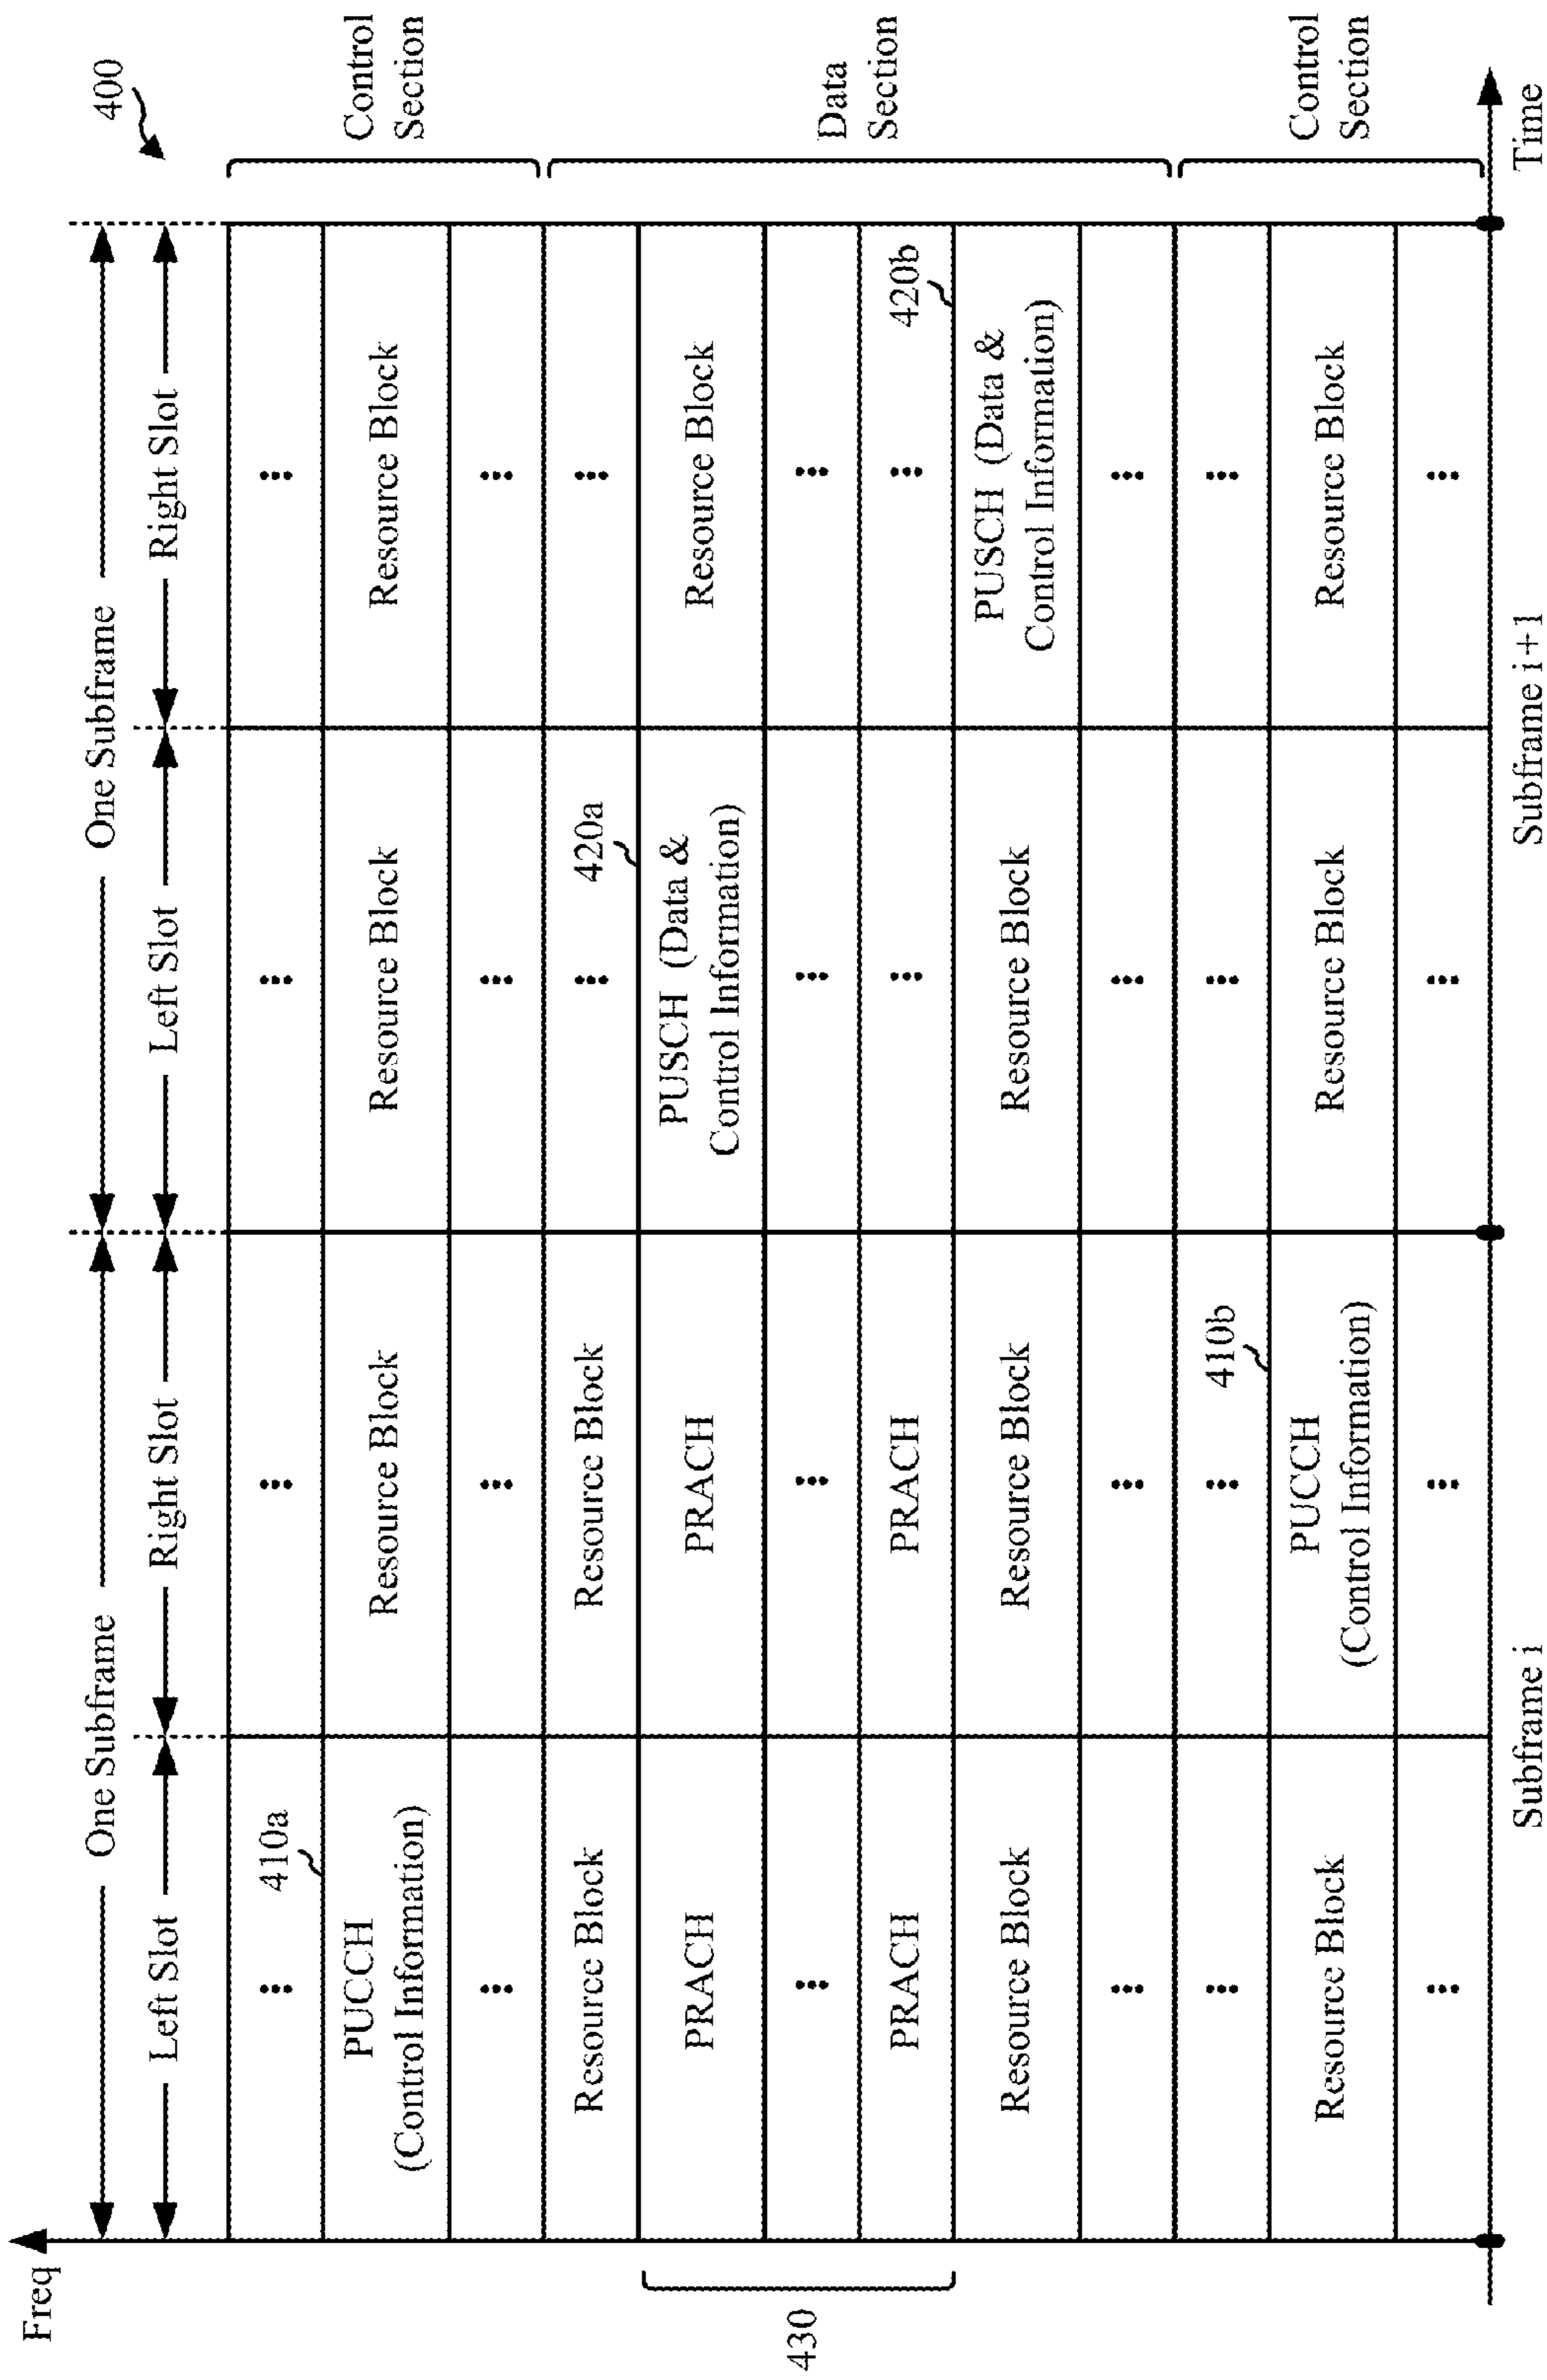 400
Freq
One Subframe
One Subframe
Left Slot
Right Slot
Left Slot
Right Slot
⋮
410a
⋮
⋮
⋮
PUCCH
(Control Information)
Resource Block
Resource Block
Resource Block
Control
Section
⋮
⋮
⋮
⋮
Resource Block
Resource Block
⋮
420a
⋮
PRACH
PRACH
PUSCH (Data &
Control Information)
Resource Block
430
⋮
⋮
⋮
⋮
Data
Section
PRACH
PRACH
⋮
⋮
420b
Resource Block
Resource Block
Resource Block
PUSCH (Data &
Control Information)
⋮
⋮
⋮
⋮
⋮
⋮
410b
⋮
⋮
Resource Block
PUCCH
(Control Information)
Resource Block
Resource Block
Control
Section
⋮
⋮
⋮
⋮
Subframe i
Subframe i+1
Time